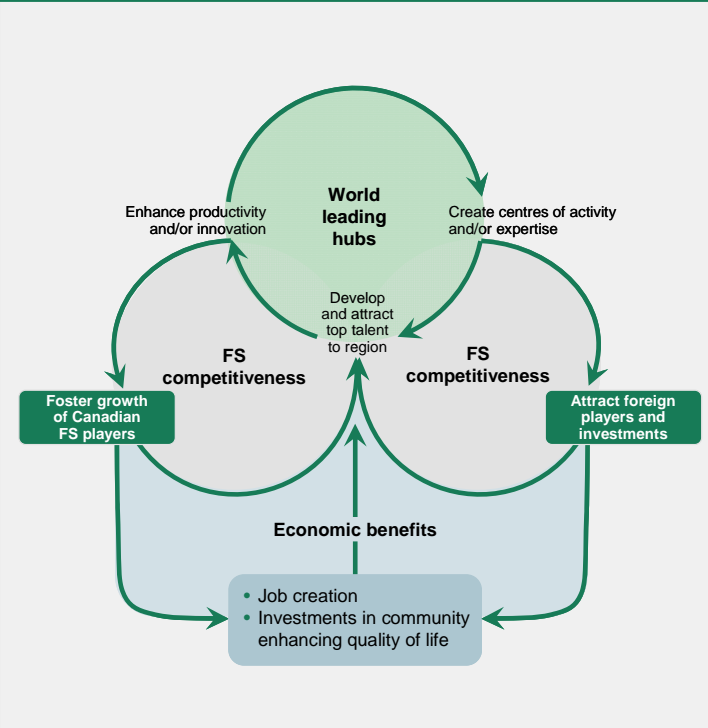 World
leading
hubs
Enhance productivity
and/or innovation
Create centres of activity
and/or expertise
Develop
and attract
top talent
to region
FS
competitiveness
FS
competitiveness
Foster growth
of Canadian
FS players
Attract foreign
players and
investments
Economic benefits
• Job creation
• Investments in community
enhancing quality of life